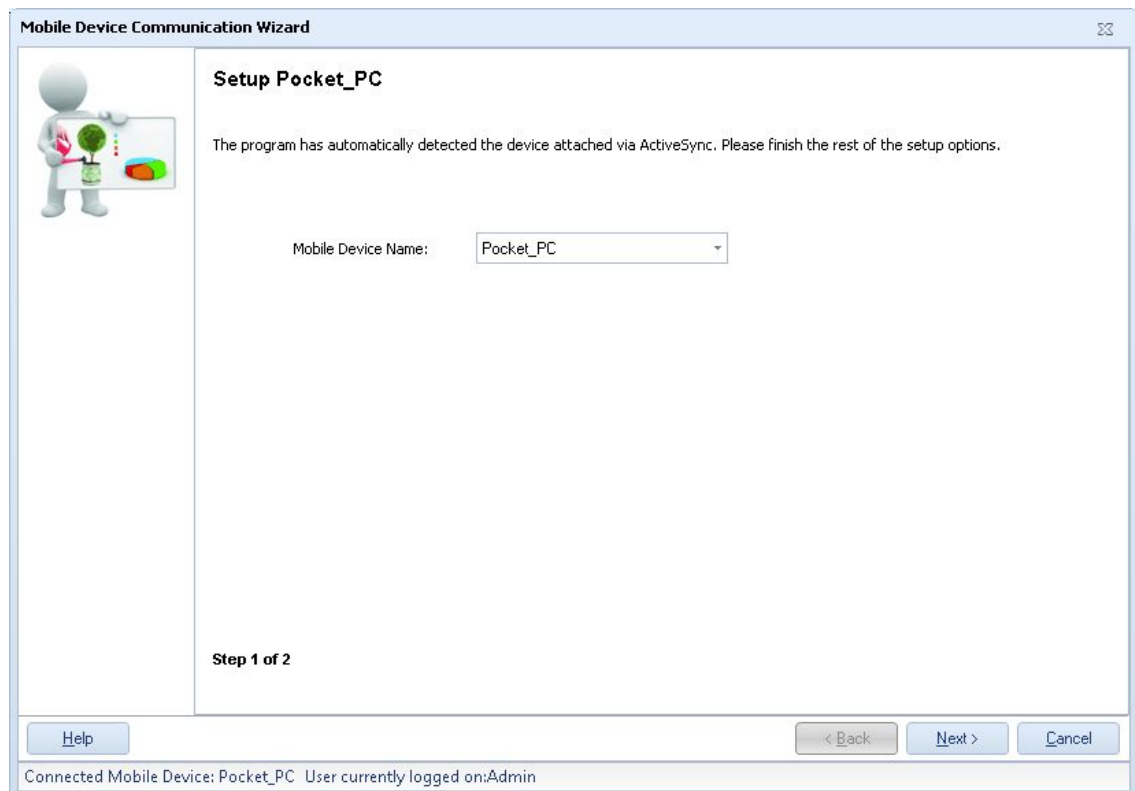 Mobile Device Communication Wizard
Setup Pocket_PC
The program has automatically detected the device attached via ActiveSync. Please finish the rest of the setup options.
Mobile Device Name: Pocket_PC
Step 1 of 2
Help < Back Next > Cancel
Connected Mobile Device: Pocket_PC User currently logged on:Admin